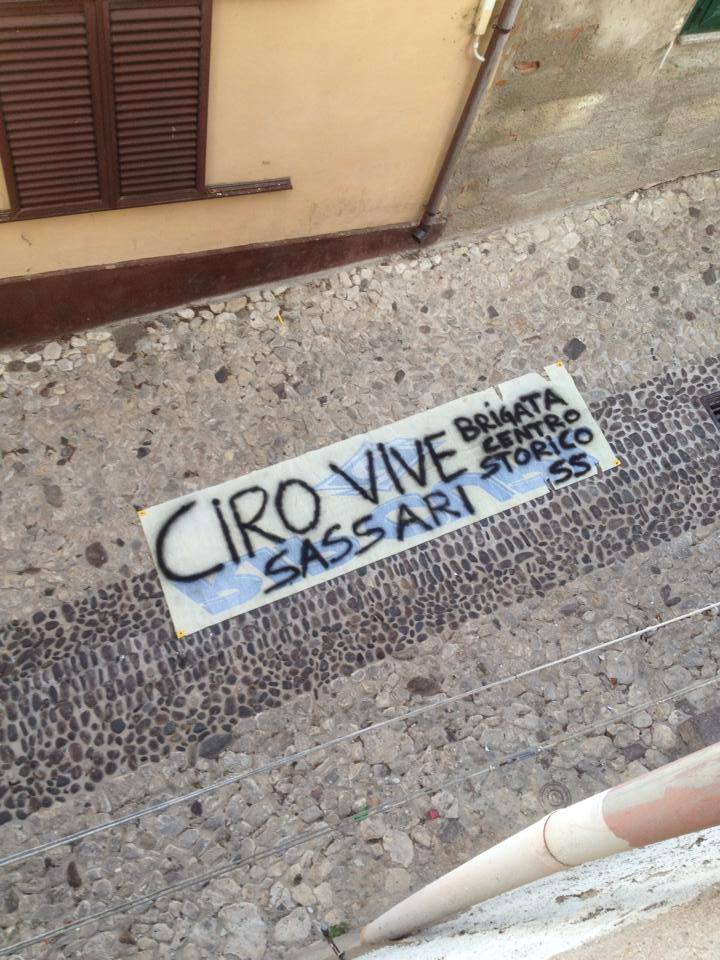 CIRO VIVE
SASSARI
BRIGATA
CENTRO
STORICO
SS